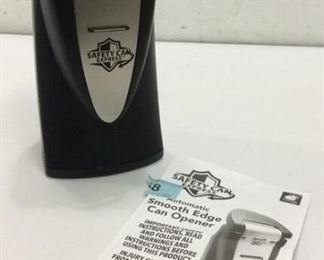 SAFETY CAN
EXPRESS
SAFETY CAN
Automatic
Smooth Edge
Can Opener
IMPORTANT
INSTRUCTIONS, READ
AND FOLLOW ALL
WARNINGS AND
INSTRUCTIONS BEFORE
USING THIS PRODUCT